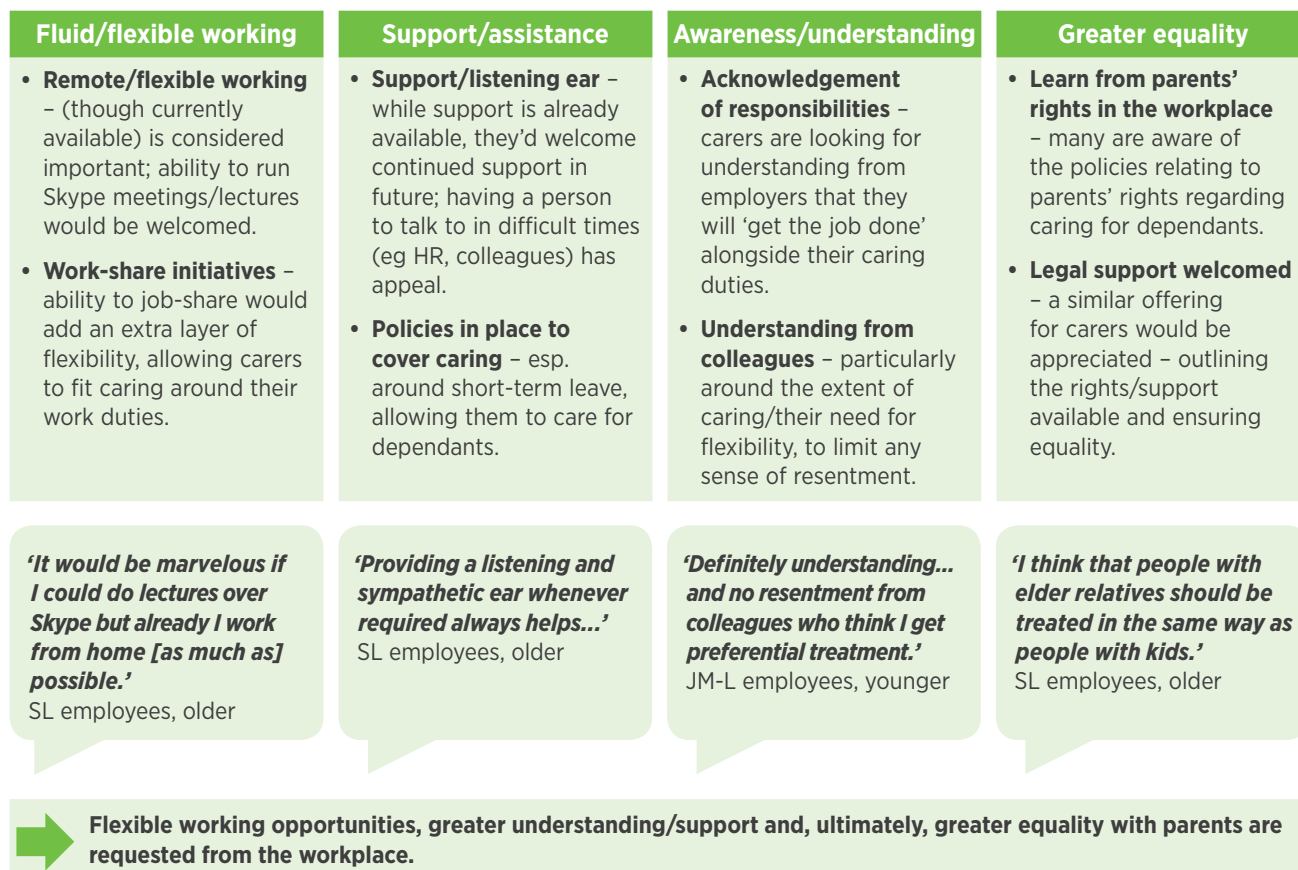 Fluid/flexible working
• Remote/flexible working
– (though currently
available) is considered
important; ability to run
Skype meetings/lectures
would be welcomed.
• Work-share initiatives –
ability to job-share would
add an extra layer of
flexibility, allowing carers
to fit caring around their
work duties.
Support/assistance
• Support/listening ear –
while support is already
available, they’d welcome
continued support in
future; having a person
to talk to in difficult times
(eg HR, colleagues) has
appeal.
• Policies in place to
cover caring – esp.
around short-term leave,
allowing them to care for
dependants.
Awareness/understanding
• Acknowledgement
of responsibilities –
carers are looking for
understanding from
employers that they
will ‘get the job done’
alongside their caring
duties.
• Understanding from
colleagues – particularly
around the extent of
caring/their need for
flexibility, to limit any
sense of resentment.
Greater equality
• Learn from parents’
rights in the workplace
– many are aware of
the policies relating to
parents’ rights regarding
caring for dependants.
• Legal support welcomed
– a similar offering
for carers would be
appreciated – outlining
the rights/support
available and ensuring
equality.
‘It would be marvelous if
I could do lectures over
Skype but already I work
from home [as much as]
possible.’
SL employees, older
‘Providing a listening and
sympathetic ear whenever
required always helps...’
SL employees, older
‘Definitely understanding...
and no resentment from
colleagues who think I get
preferential treatment.’
JM-L employees, younger
‘I think that people with
elder relatives should be
treated in the same way as
people with kids.’
SL employees, older
Flexible working opportunities, greater understanding/support and, ultimately, greater equality with parents are
requested from the workplace.